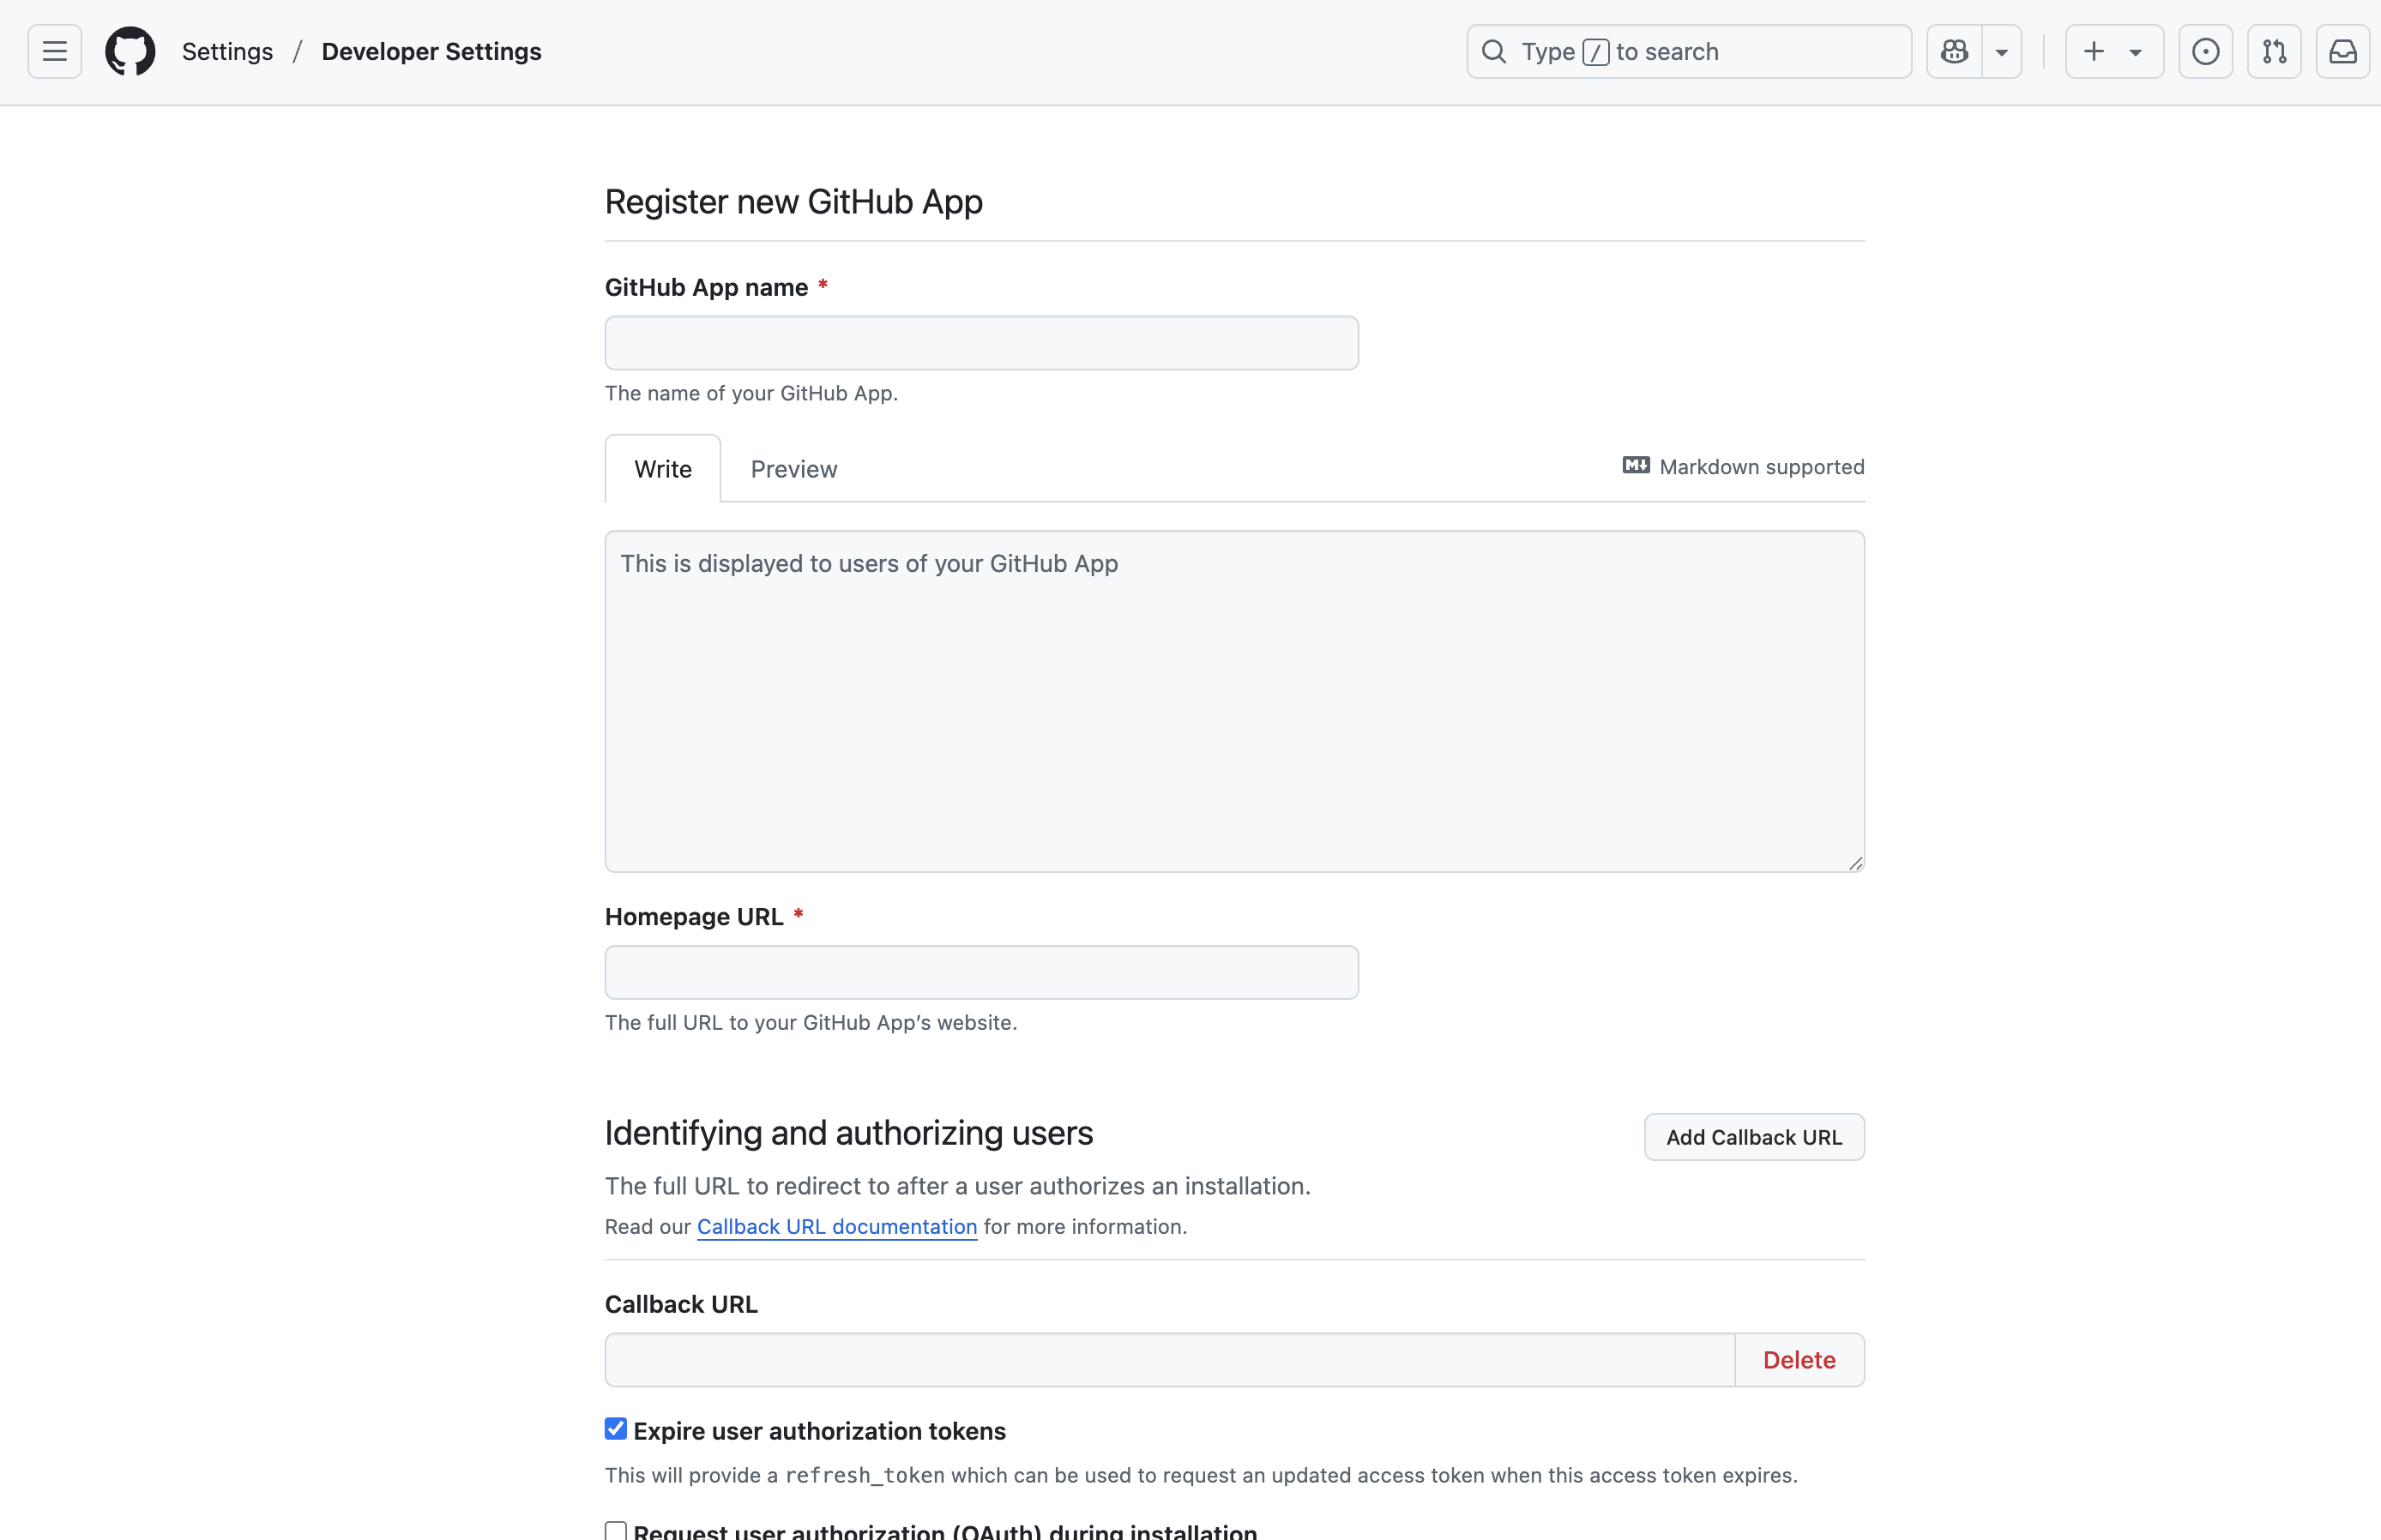 Settings / Developer Settings
Type / to search
Register new GitHub App
GitHub App name *
The name of your GitHub App.
Write Preview Markdown supported
This is displayed to users of your GitHub App
Homepage URL *
The full URL to your GitHub App’s website.
Identifying and authorizing users
Add Callback URL
The full URL to redirect to after a user authorizes an installation.
Read our Callback URL documentation for more information.
Callback URL
Delete
Expire user authorization tokens
This will provide a refresh_token which can be used to request an updated access token when this access token expires.
Request user authorization (OAuth) during installation